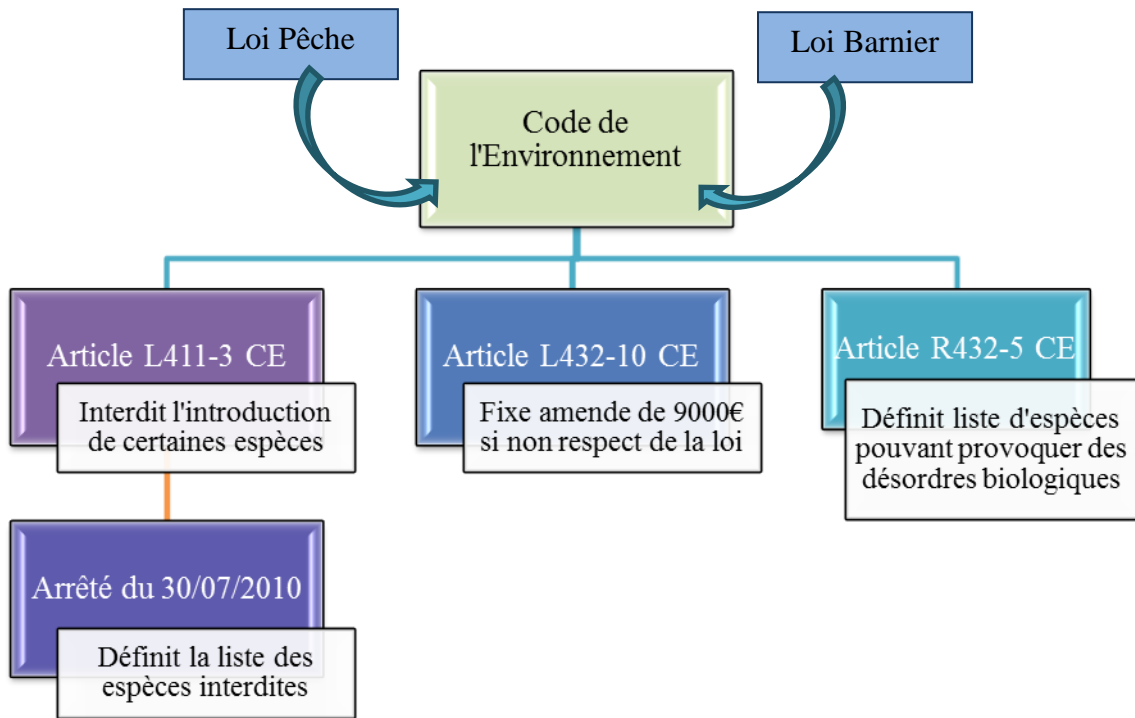 Loi Pêche
Loi Barnier
Code de
l'Environnement
Article L411-3 CE
Interdit l'introduction
de certaines espèces
Article L432-10 CE
Fixe amende de 9000€
si non respect de la loi
Article R432-5 CE
Définit liste d'espèces
pouvant provoquer des
désordres biologiques
Arrêté du 30/07/2010
Définit la liste des
espèces interdites